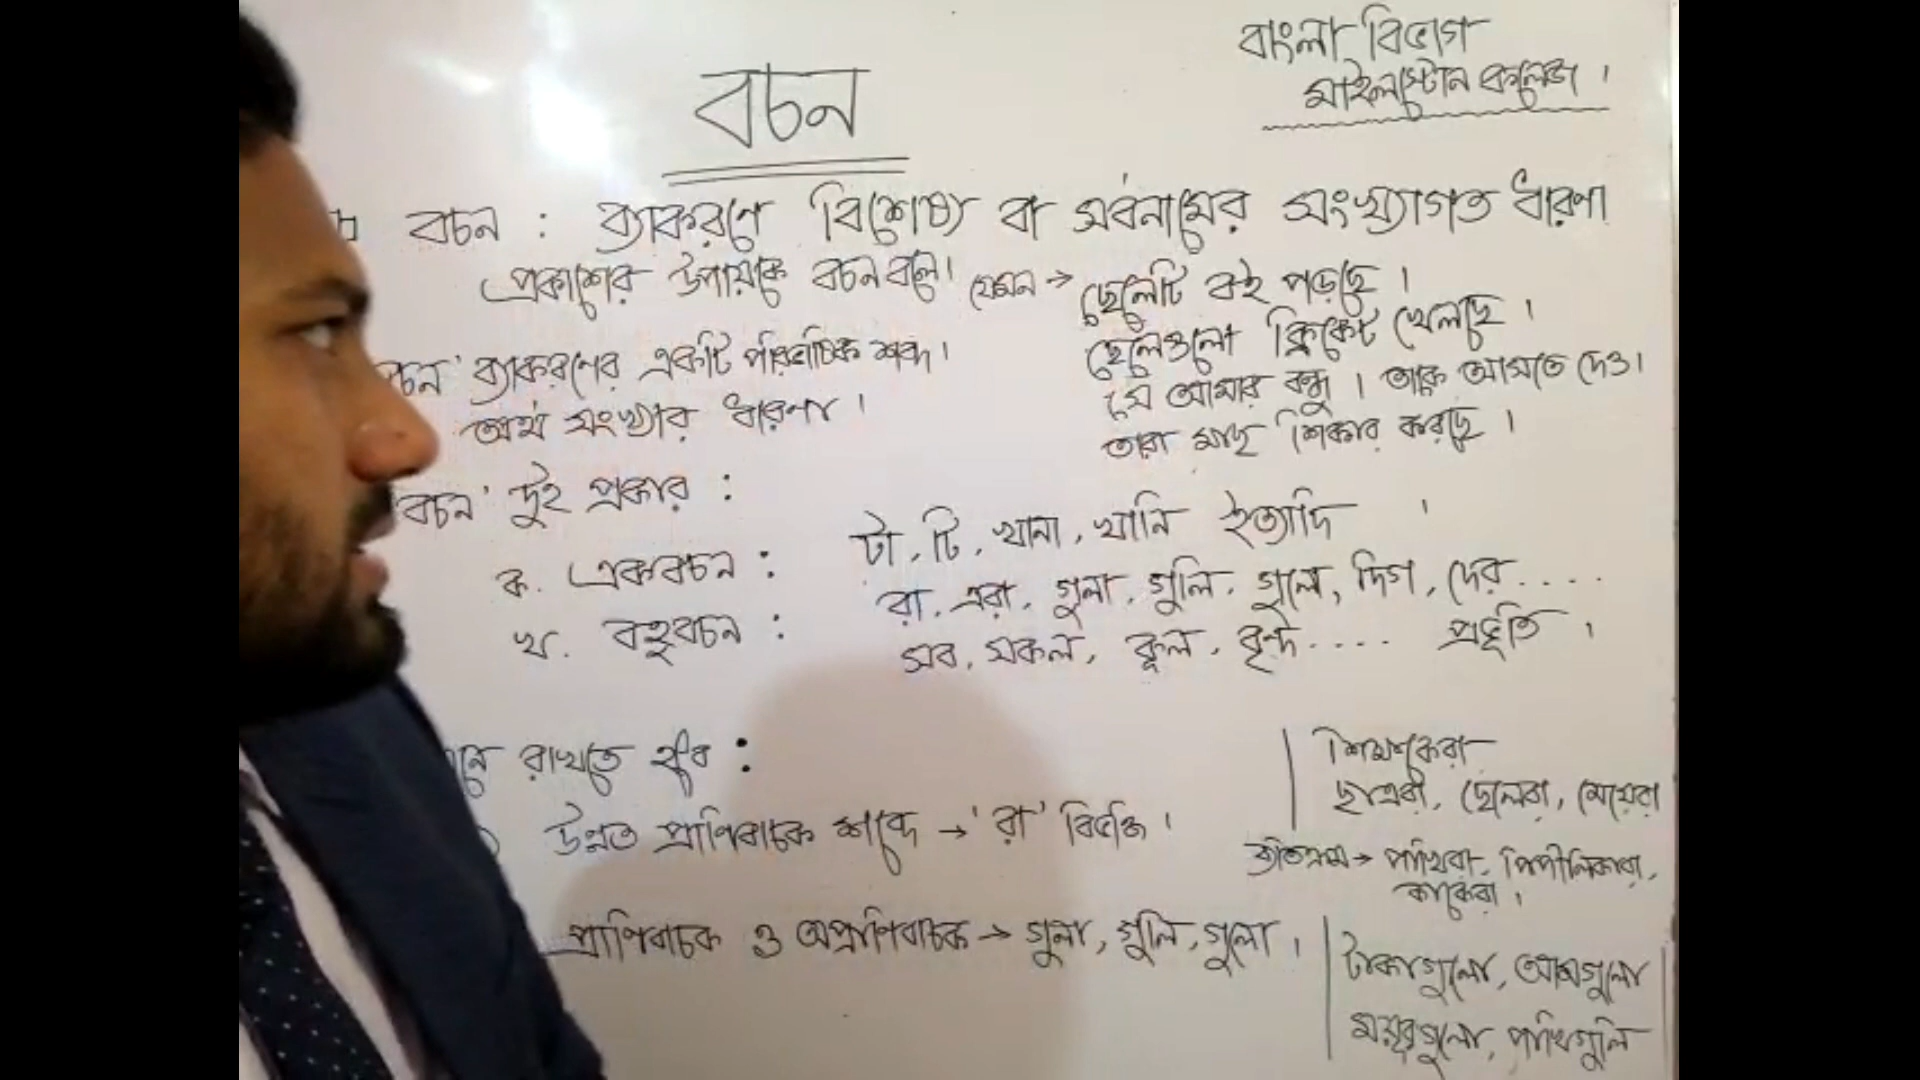 বাংলা বিভাগ
মাইলস্টোন কলেজ।
বচন
বচন : ব্যাকরণে বিশেষ্য বা সর্বনামের সংখ্যাগত ধারণা
প্রকাশের উপায়কে বচন বলে। যেমন → ছেলেটি বই পড়ছে।
ছেলেগুলো ক্রিকেট খেলছে।
সে আমার বন্ধু। তাকে আসতে দেও।
তারা মাছ শিকার করছে।
চন' ব্যাকরণের একটি পারিভাষিক শব্দ।
অর্থ সংখ্যার ধারণা।
বচন' দুই প্রকার :
ক. একবচন : টা, টি, খানা, খানি ইত্যাদি ।
খ. বহুবচন : রা, এরা, গুলা, গুলি, গুলো, দিগ, দের....
সব, সকল, কুল, বৃন্দ.... প্রভৃতি।
নে রাখতে হবে :
উন্নত প্রাণিবাচক শব্দে → 'রা' বিভক্তি।
শিক্ষকেরা
ছাত্ররা, ছেলেরা, মেয়েরা
ব্যতিক্রম → পাখিরা, পিপীলিকারা,
কাকেরা।
প্রাণিবাচক ও অপ্রাণিবাচক → গুলা, গুলি, গুলো।
টাকাগুলো, আমগুলো
ময়ূরগুলো, পাখিগুলি